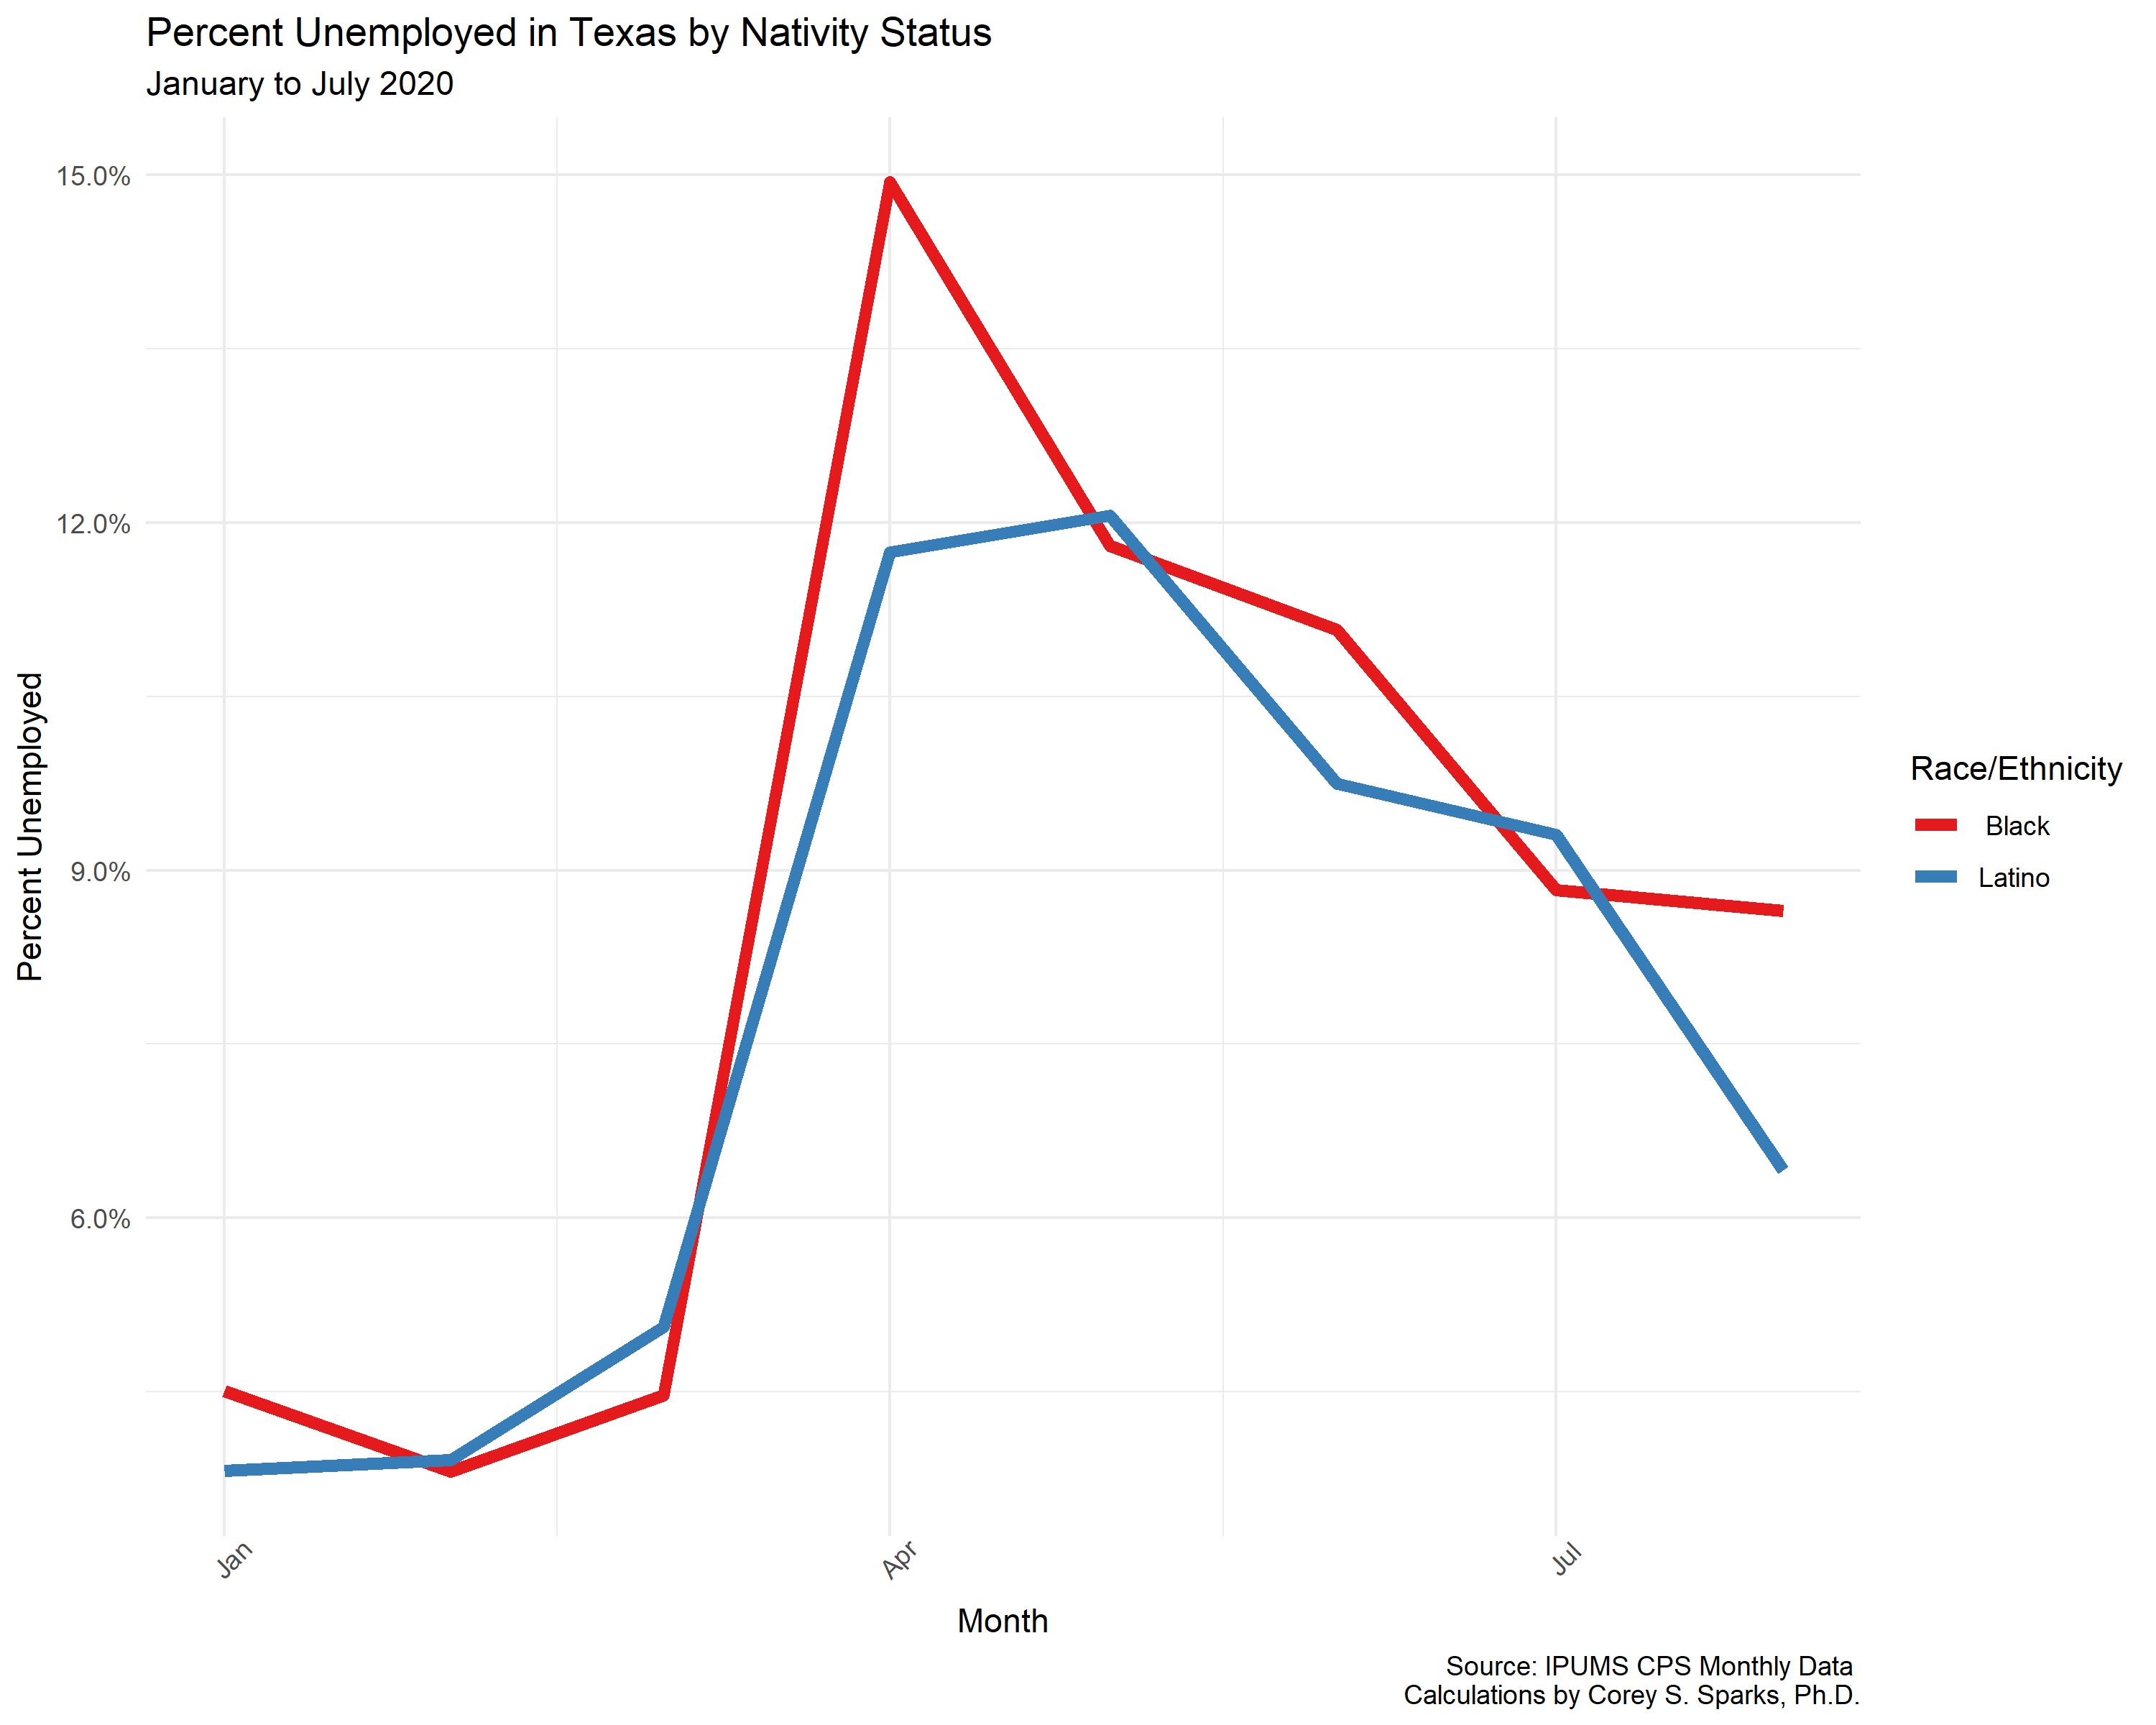 Percent Unemployed in Texas by Nativity Status
January to July 2020
15.0%
12.0%
9.0%
6.0%
Percent Unemployed
Jan
Apr
Jul
Month
Race/Ethnicity
Black
Latino
Source: IPUMS CPS Monthly Data
Calculations by Corey S. Sparks, Ph.D.